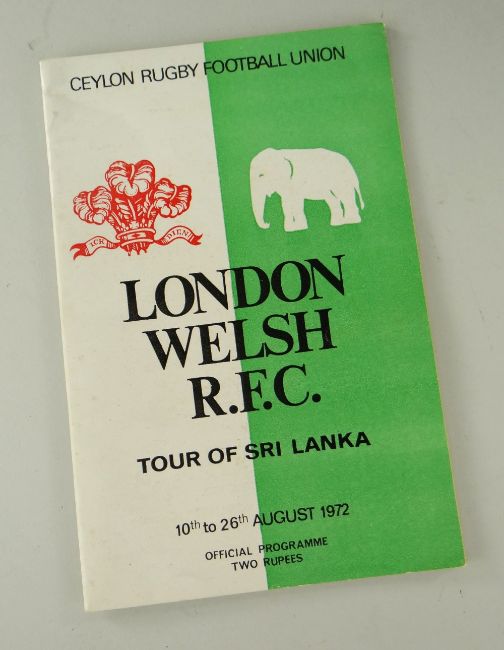 CEYLON RUGBY FOOTBALL UNION
ICH DIEN
LONDON
WELSH
R.F.C.
TOUR OF SRI LANKA
10th to 26th AUGUST 1972
OFFICIAL PROGRAMME
TWO RUPEES